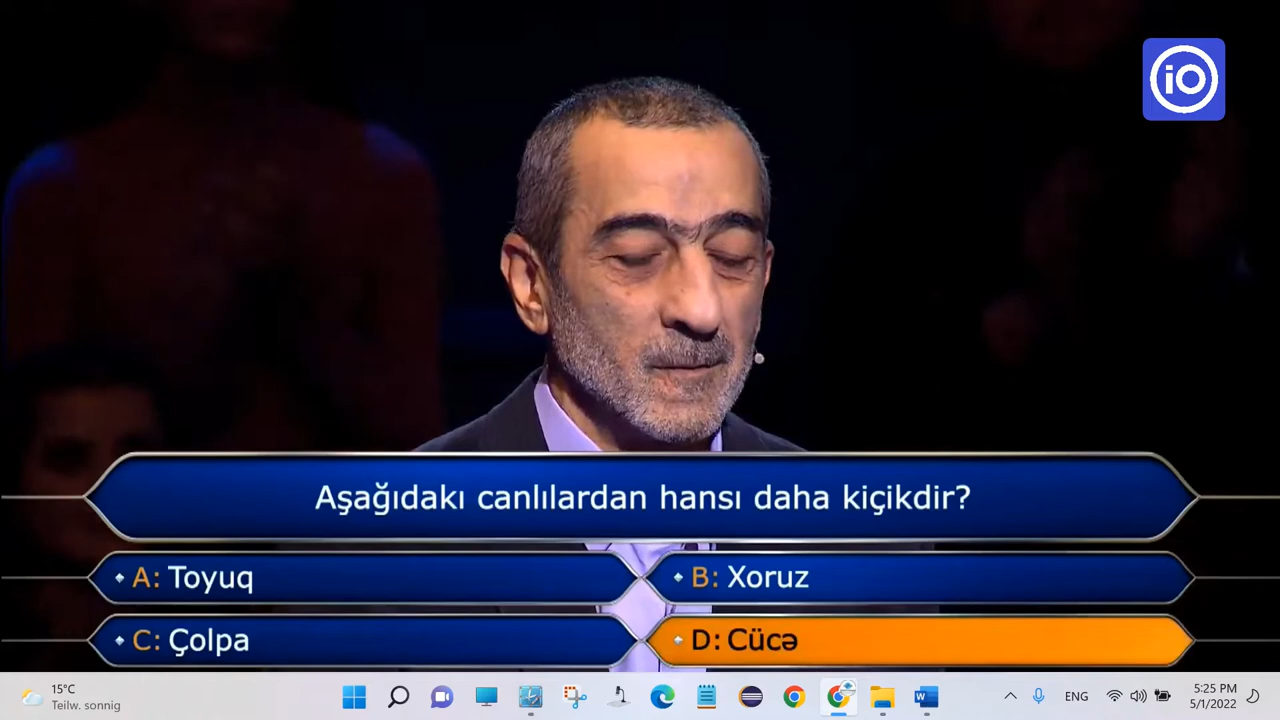 iO
Aşağıdakı canlılardan hansı daha kiçikdir?
A: Toyuq
B: Xoruz
C: Çolpa
D: Cücə
15°C
Teilw. sonnig
ENG
5:25 PM
5/1/2022